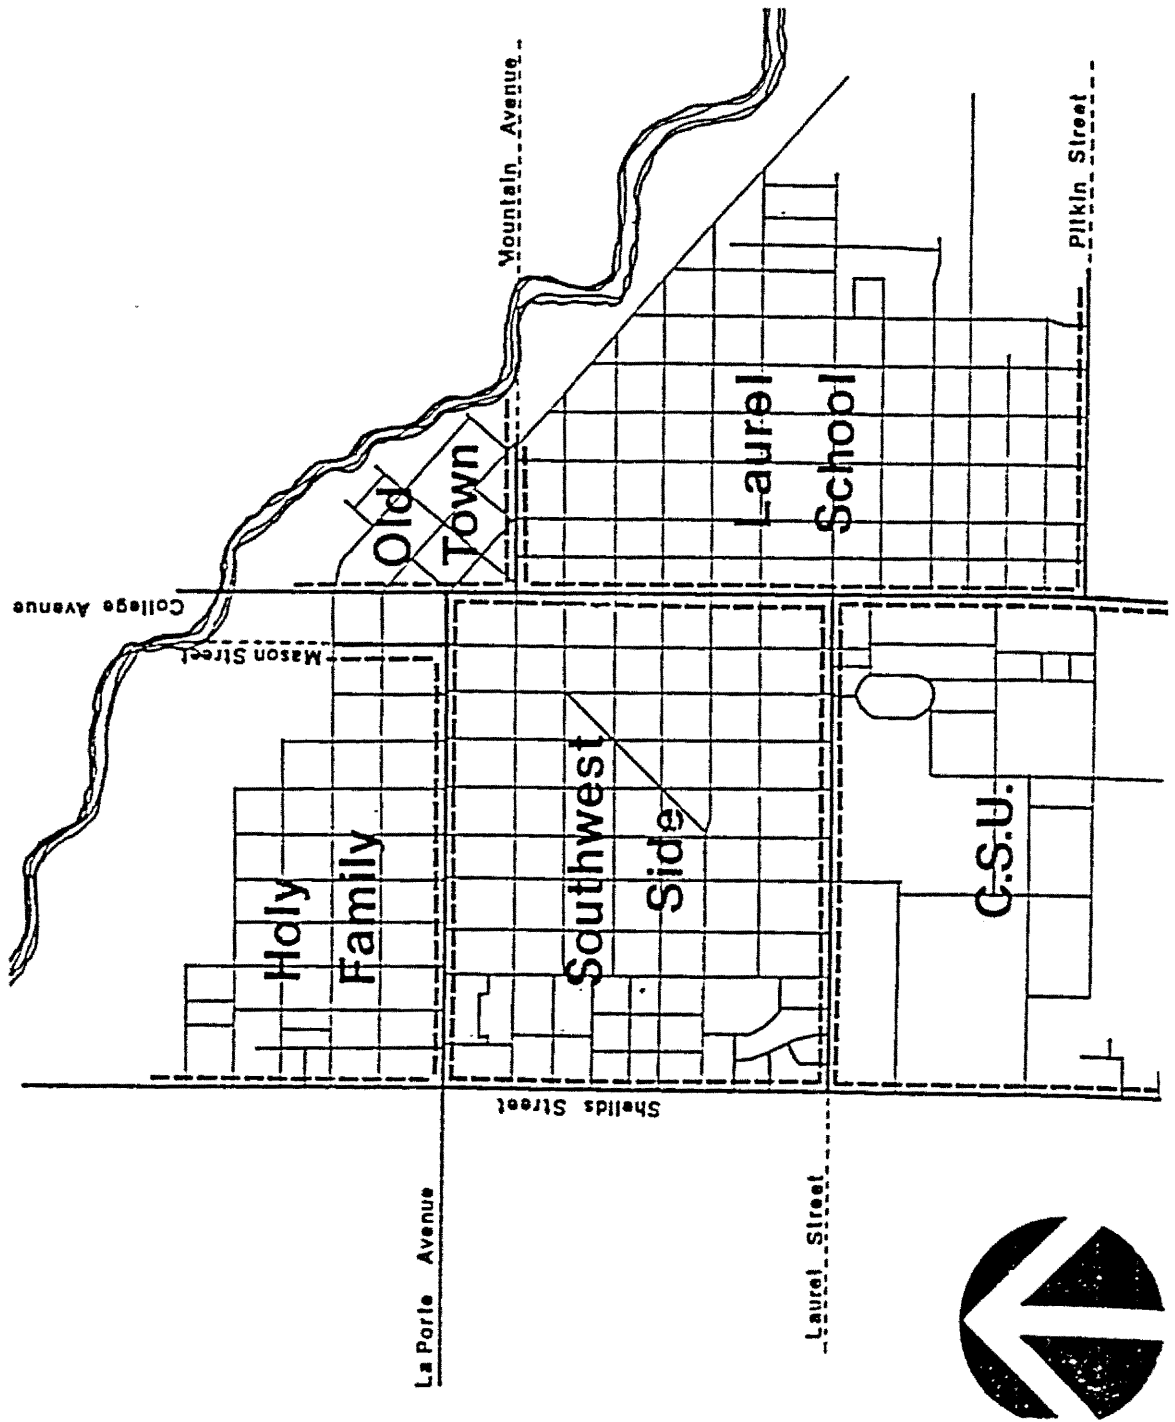 College Avenue
Mason Street
Mountain Avenue
Pitkin Street
Old
Town
Laurel
School
Holy
Family
Southwest
Side
C.S.U.
Sheilds Street
La Porte Avenue
Laurel Street